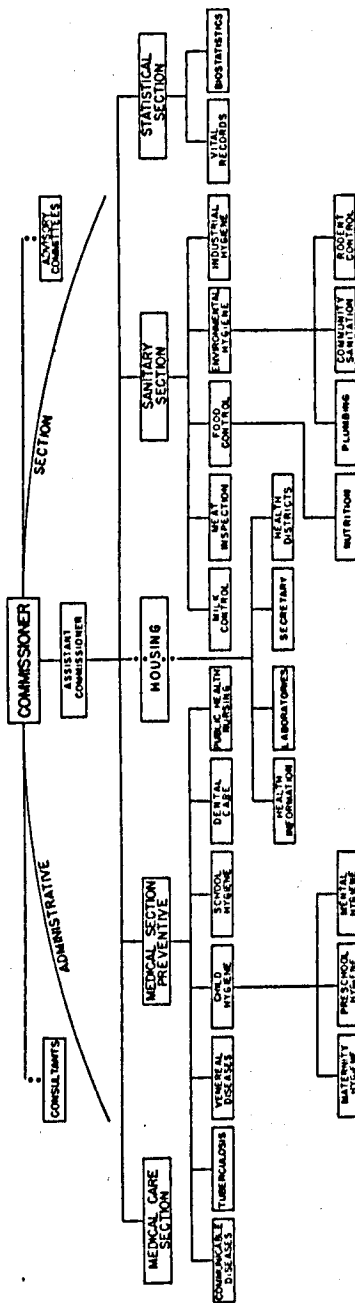 COMMISSIONER
ASSISTANT
COMMISSIONER
CONSULTANTS
ADVISORY
COMMITTEES
ADMINISTRATIVE
SECTION
MEDICAL CARE
SECTION
MEDICAL SECTION
PREVENTIVE
HOUSING
SANITARY
SECTION
STATISTICAL
SECTION
COMMUNICABLE
DISEASES
TUBERCULOSIS
VENEREAL
DISEASES
CHILD
HYGIENE
SCHOOL
HYGIENE
DENTAL
CARE
PUBLIC HEALTH
NURSING
MILK
CONTROL
MEAT
INSPECTION
FOOD
CONTROL
ENVIRONMENTAL
HYGIENE
INDUSTRIAL
HYGIENE
VITAL
RECORDS
BIOSTATISTICS
HEALTH
INFORMATION
LABORATORIES
SECRETARY
HEALTH
DISTRICTS
MATERNITY
HYGIENE
PRESCHOOL
HYGIENE
MENTAL
HYGIENE
NUTRITION
PLUMBING
COMMUNITY
SANITATION
RODENT
CONTROL